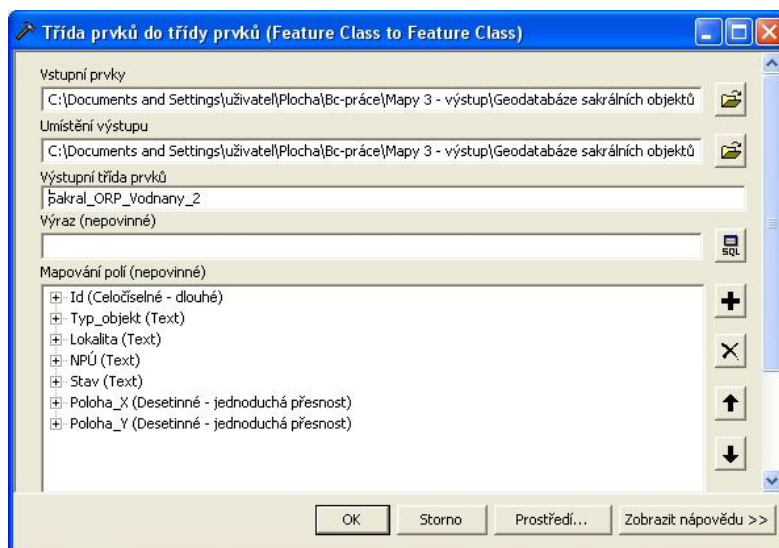 Třída prvků do třídy prvků (Feature Class to Feature Class)
Vstupní prvky
C:\Documents and Settings\uživatel\Plocha\Bc-práce\Mapy 3 - výstup\Geodatabáze sakrálních objektů
Umístění výstupu
C:\Documents and Settings\uživatel\Plocha\Bc-práce\Mapy 3 - výstup\Geodatabáze sakrálních objektů
Výstupní třída prvků
Sakral_ORP_Vodnany_2
Výraz (nepovinné)
SQL
Mapování polí (nepovinné)
Id (Celočíselné - dlouhé)
Typ_objekt (Text)
Lokalita (Text)
NPÚ (Text)
Stav (Text)
Poloha_X (Desetinné - jednoduchá přesnost)
Poloha_Y (Desetinné - jednoduchá přesnost)
OK
Storno
Prostředí...
Zobrazit nápovědu >>